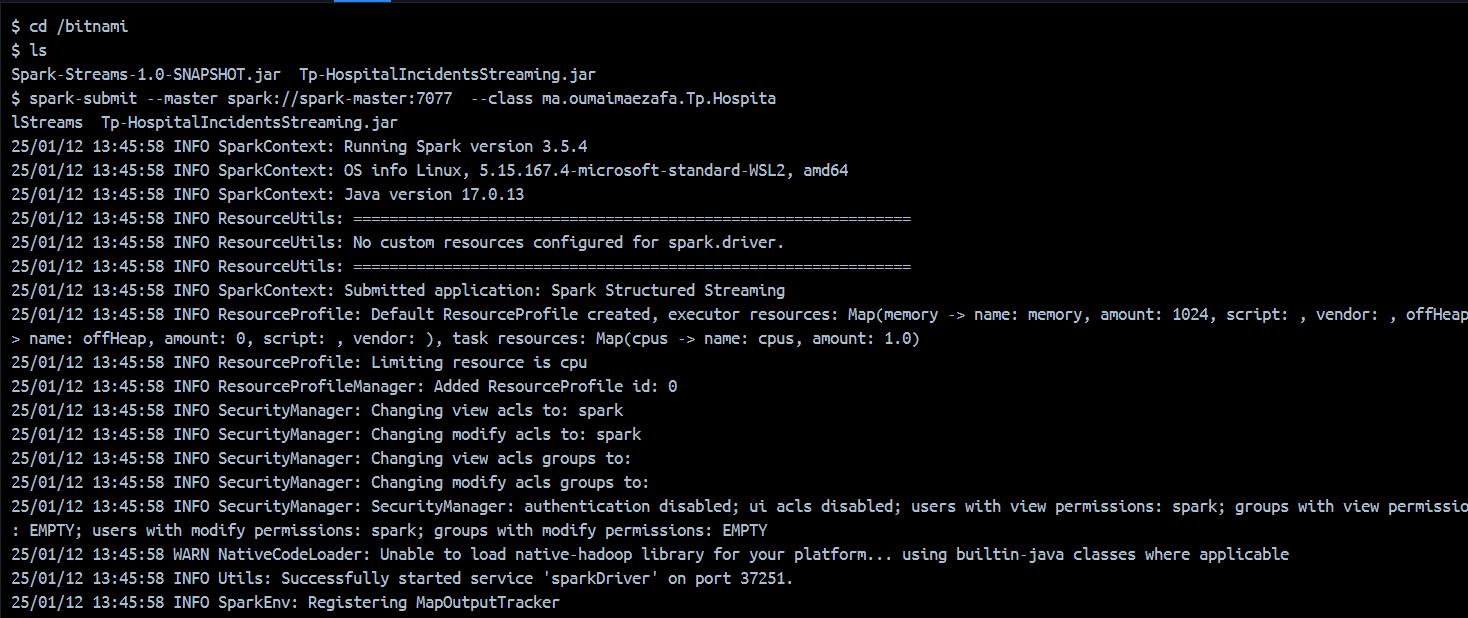 $ cd /bitnami
$ ls
Spark-Streams-1.0-SNAPSHOT.jar  Tp-HospitalIncidentsStreaming.jar
$ spark-submit --master spark://spark-master:7077  --class ma.oumaimaezafa.Tp.Hospita
lStreams  Tp-HospitalIncidentsStreaming.jar
25/01/12 13:45:58 INFO SparkContext: Running Spark version 3.5.4
25/01/12 13:45:58 INFO SparkContext: OS info Linux, 5.15.167.4-microsoft-standard-WSL2, amd64
25/01/12 13:45:58 INFO SparkContext: Java version 17.0.13
25/01/12 13:45:58 INFO ResourceUtils: ==============================================================
25/01/12 13:45:58 INFO ResourceUtils: No custom resources configured for spark.driver.
25/01/12 13:45:58 INFO ResourceUtils: ==============================================================
25/01/12 13:45:58 INFO SparkContext: Submitted application: Spark Structured Streaming
25/01/12 13:45:58 INFO ResourceProfile: Default ResourceProfile created, executor resources: Map(memory -> name: memory, amount: 1024, script: , vendor: , offHeap
> name: offHeap, amount: 0, script: , vendor: ), task resources: Map(cpus -> name: cpus, amount: 1.0)
25/01/12 13:45:58 INFO ResourceProfile: Limiting resource is cpu
25/01/12 13:45:58 INFO ResourceProfileManager: Added ResourceProfile id: 0
25/01/12 13:45:58 INFO SecurityManager: Changing view acls to: spark
25/01/12 13:45:58 INFO SecurityManager: Changing modify acls to: spark
25/01/12 13:45:58 INFO SecurityManager: Changing view acls groups to:
25/01/12 13:45:58 INFO SecurityManager: Changing modify acls groups to:
25/01/12 13:45:58 INFO SecurityManager: SecurityManager: authentication disabled; ui acls disabled; users with view permissions: spark; groups with view permissio
: EMPTY; users with modify permissions: spark; groups with modify permissions: EMPTY
25/01/12 13:45:58 WARN NativeCodeLoader: Unable to load native-hadoop library for your platform... using builtin-java classes where applicable
25/01/12 13:45:58 INFO Utils: Successfully started service 'sparkDriver' on port 37251.
25/01/12 13:45:58 INFO SparkEnv: Registering MapOutputTracker